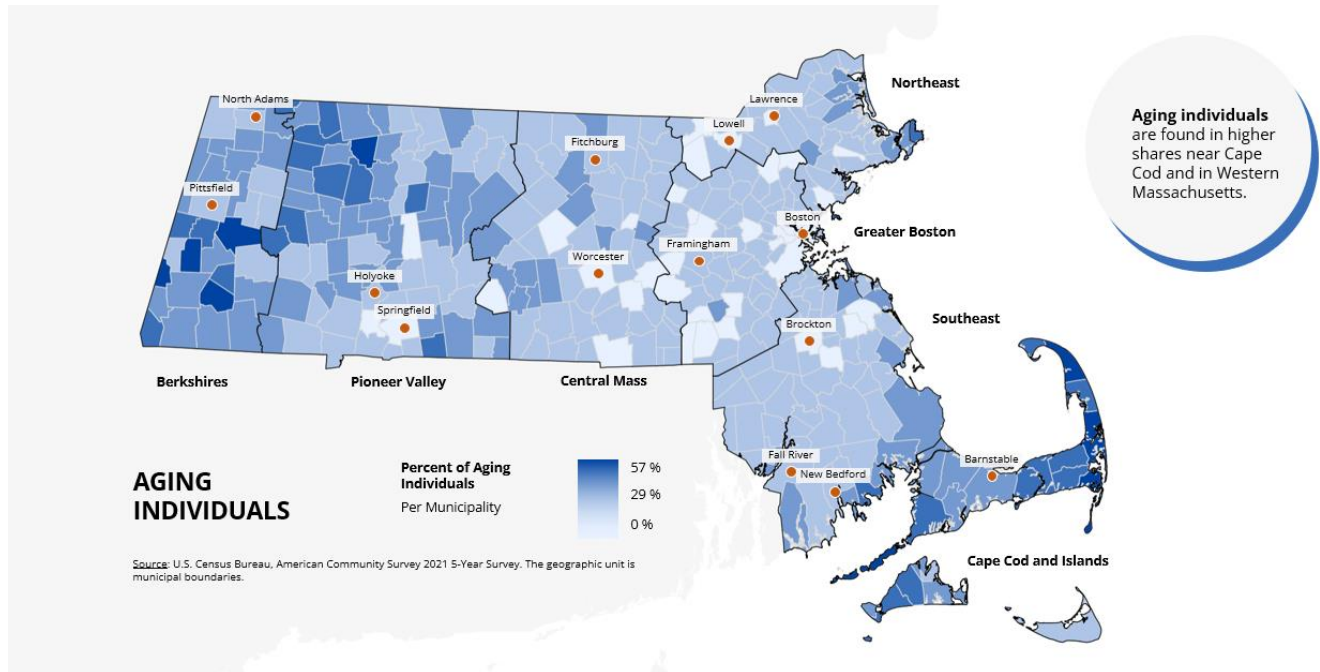 Northeast
Lawrence
North Adams
Lowell
Fitchburg
Aging individuals
are found in higher
shares near Cape
Cod and in Western
Massachusetts.
Pittsfield
Boston
Greater Boston
Framingham
Worcester
Holyoke
Springfield
Southeast
Brockton
Berkshires
Pioneer Valley
Central Mass
Fall River
New Bedford
Barnstable
AGING
INDIVIDUALS
Percent of Aging
Individuals
Per Municipality
57 %
29 %
0 %
Cape Cod and Islands
Source: U.S. Census Bureau, American Community Survey 2021 5-Year Survey. The geographic unit is
municipal boundaries.